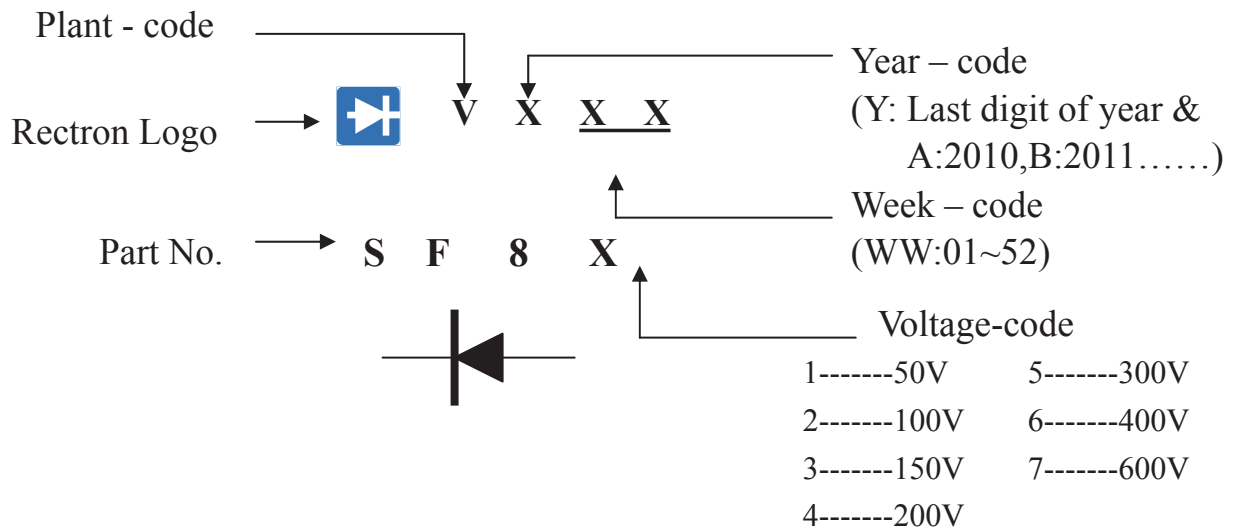 Plant - code
Year – code
V X X X
(Y: Last digit of year &
Rectron Logo
A:2010,B:2011……)
Week – code
Part No.
S F 8 X
(WW:01~52)
Voltage-code
1-------50V 5-------300V
2-------100V 6-------400V
3-------150V 7-------600V
4-------200V